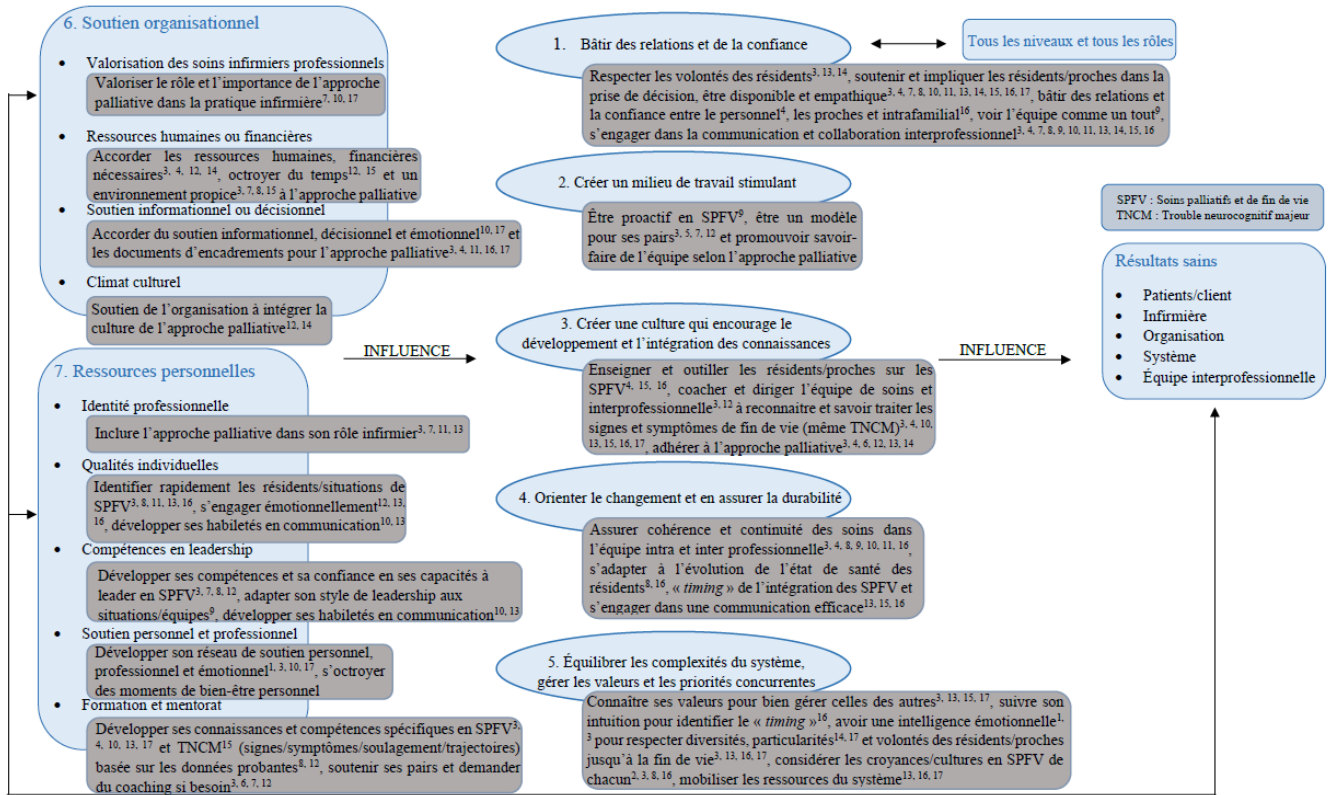 6. Soutien organisationnel
• Valorisation des soins infirmiers professionnels
Valoriser le rôle et l'importance de l'approche
palliative dans la pratique infirmière7, 10, 17
• Ressources humaines ou financières
Accorder les ressources humaines, financières
nécessaires3, 4, 12, 14, octroyer du temps12, 15 et un
environnement propice3, 7, 8, 15 à l'approche palliative
• Soutien informationnel ou décisionnel
Accorder du soutien informationnel, décisionnel et émotionnel10, 17 et
les documents d'encadrements pour l'approche palliative3, 4, 11, 16, 17
• Climat culturel
Soutien de l'organisation à intégrer la
culture de l'approche palliative12, 14
INFLUENCE
7. Ressources personnelles
• Identité professionnelle
Inclure l'approche palliative dans son rôle infirmier3, 7, 11, 13
• Qualités individuelles
Identifier rapidement les résidents/situations de
SPFV3, 8, 11, 13, 16, s'engager émotionnellement12, 13,
16, développer ses habiletés en communication10, 13
• Compétences en leadership
Développer ses compétences et sa confiance en ses capacités à
leader en SPFV3, 7, 8, 12, adapter son style de leadership aux
situations/équipes9, développer ses habiletés en communication10, 13
• Soutien personnel et professionnel
Développer son réseau de soutien personnel,
professionnel et émotionnel1, 3, 10, 17, s'octroyer
des moments de bien-être personnel
• Formation et mentorat
Développer ses connaissances et compétences spécifiques en SPFV3,
4, 10, 13, 17 et TNCM15 (signes/symptômes/soulagement/trajectoires)
basée sur les données probantes8, 12, soutenir ses pairs et demander
du coaching si besoin3, 6, 7, 12
1. Bâtir des relations et de la confiance
Tous les niveaux et tous les rôles
Respecter les volontés des résidents3, 13, 14, soutenir et impliquer les résidents/proches dans la
prise de décision, être disponible et empathique3, 4, 7, 8, 10, 11, 13, 14, 15, 16, 17, bâtir des relations et
la confiance entre le personnel4, les proches et intrafamilial16, voir l'équipe comme un tout9,
s'engager dans la communication et collaboration interprofessionnel3, 4, 7, 8, 9, 10, 11, 13, 14, 15, 16
2. Créer un milieu de travail stimulant
Être proactif en SPFV9, être un modèle
pour ses pairs3, 5, 7, 12 et promouvoir savoir-
faire de l'équipe selon l'approche palliative
3. Créer une culture qui encourage le
développement et l'intégration des connaissances
Enseigner et outiller les résidents/proches sur les
SPFV4, 15, 16, coacher et diriger l'équipe de soins et
interprofessionnelle3, 12 à reconnaitre et savoir traiter les
signes et symptômes de fin de vie (même TNCM)3, 4, 10,
13, 15, 16, 17, adhérer à l'approche palliative3, 4, 6, 12, 13, 14
4. Orienter le changement et en assurer la durabilité
Assurer cohérence et continuité des soins dans
l'équipe intra et inter professionnelle3, 4, 8, 9, 10, 11, 16,
s'adapter à l'évolution de l'état de santé des
résidents8, 16, « timing » de l'intégration des SPFV et
s'engager dans une communication efficace13, 15, 16
5. Équilibrer les complexités du système,
gérer les valeurs et les priorités concurrentes
Connaître ses valeurs pour bien gérer celles des autres3, 13, 15, 17, suivre son
intuition pour identifier le « timing »16, avoir une intelligence émotionnelle1,
3 pour respecter diversités, particularités14, 17 et volontés des résidents/proches
jusqu'à la fin de vie3, 13, 16, 17, considérer les croyances/cultures en SPFV de
chacun2, 3, 8, 16, mobiliser les ressources du système13, 16, 17
INFLUENCE
SPFV : Soins palliatifs et de fin de vie
TNCM : Trouble neurocognitif majeur
Résultats sains
• Patients/client
• Infirmière
• Organisation
• Système
• Équipe interprofessionnelle